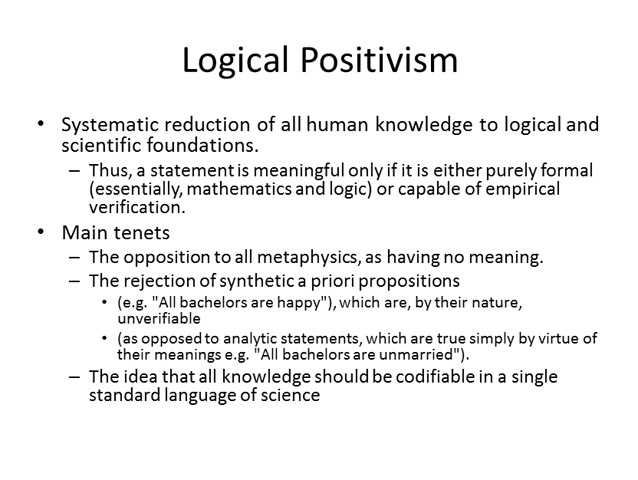 Logical Positivism
• Systematic reduction of all human knowledge to logical and
scientific foundations.
– Thus, a statement is meaningful only if it is either purely formal
(essentially, mathematics and logic) or capable of empirical
verification.
• Main tenets
– The opposition to all metaphysics, as having no meaning.
– The rejection of synthetic a priori propositions
• (e.g. "All bachelors are happy"), which are, by their nature,
unverifiable
• (as opposed to analytic statements, which are true simply by virtue of
their meanings e.g. "All bachelors are unmarried").
– The idea that all knowledge should be codifiable in a single
standard language of science